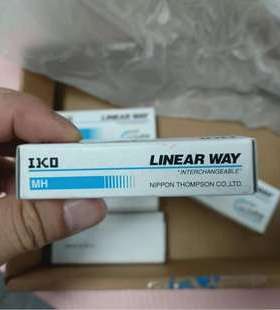 IKO LINEAR WAY
"INTERCHANGEABLE"
MH NIPPON THOMPSON CO.,LTD.